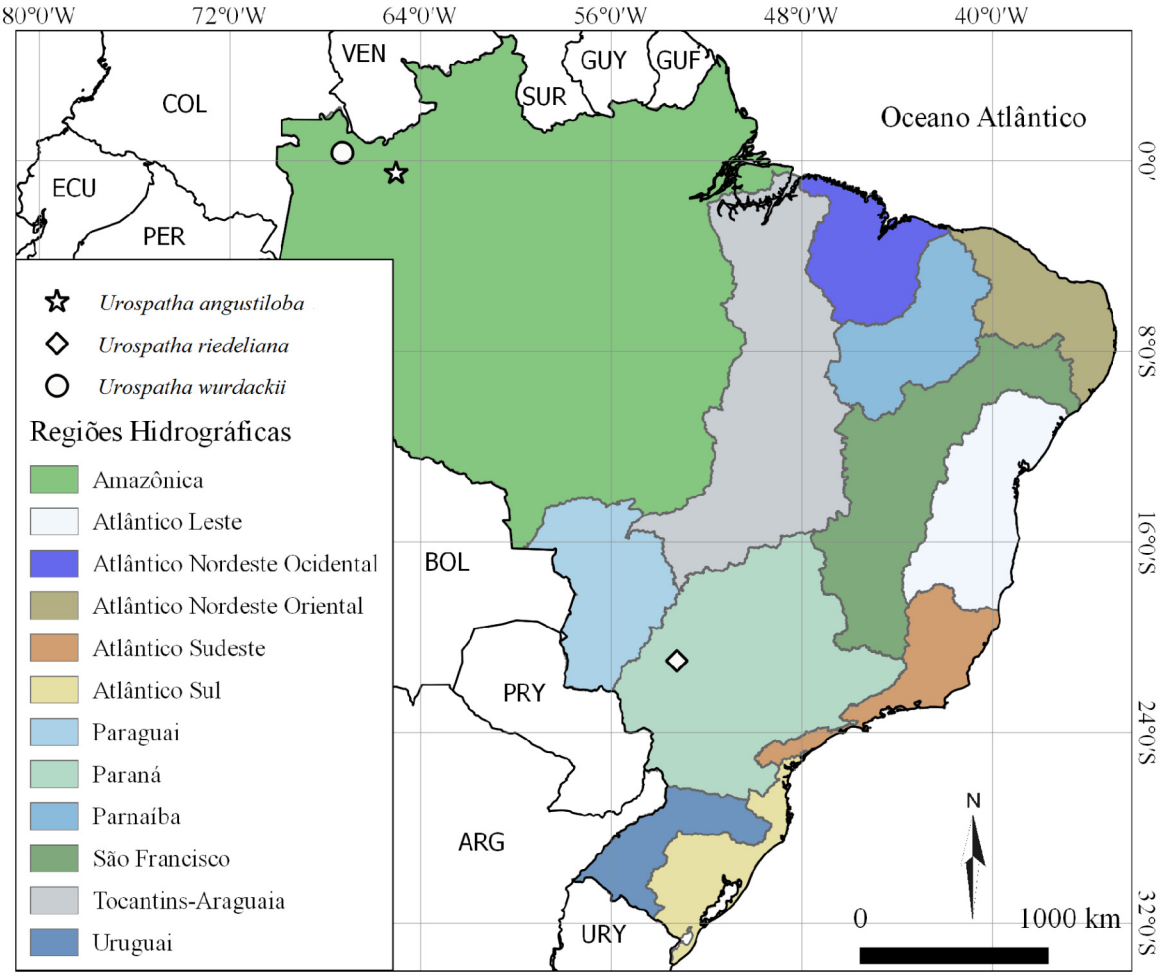 80°0'W 72°0'W 64°0'W 56°0'W 48°0'W 40°0'W
VEN
GUY
GUF
COL
SUR
Oceano Atlântico
0°0'
ECU
PER
Urospatha angustiloba
Urospatha riedeliana
8°0'S
Urospatha wurdackii
Regiões Hidrográficas
Amazônica
Atlântico Leste
16°0'S
BOL
Atlântico Nordeste Ocidental
Atlântico Nordeste Oriental
Atlântico Sudeste
Atlântico Sul
PRY
Paraguai
24°0'S
Paraná
Parnaíba
N
ARG
São Francisco
Tocantins-Araguaia
0 1000 km
32°0'S
URY
Uruguai